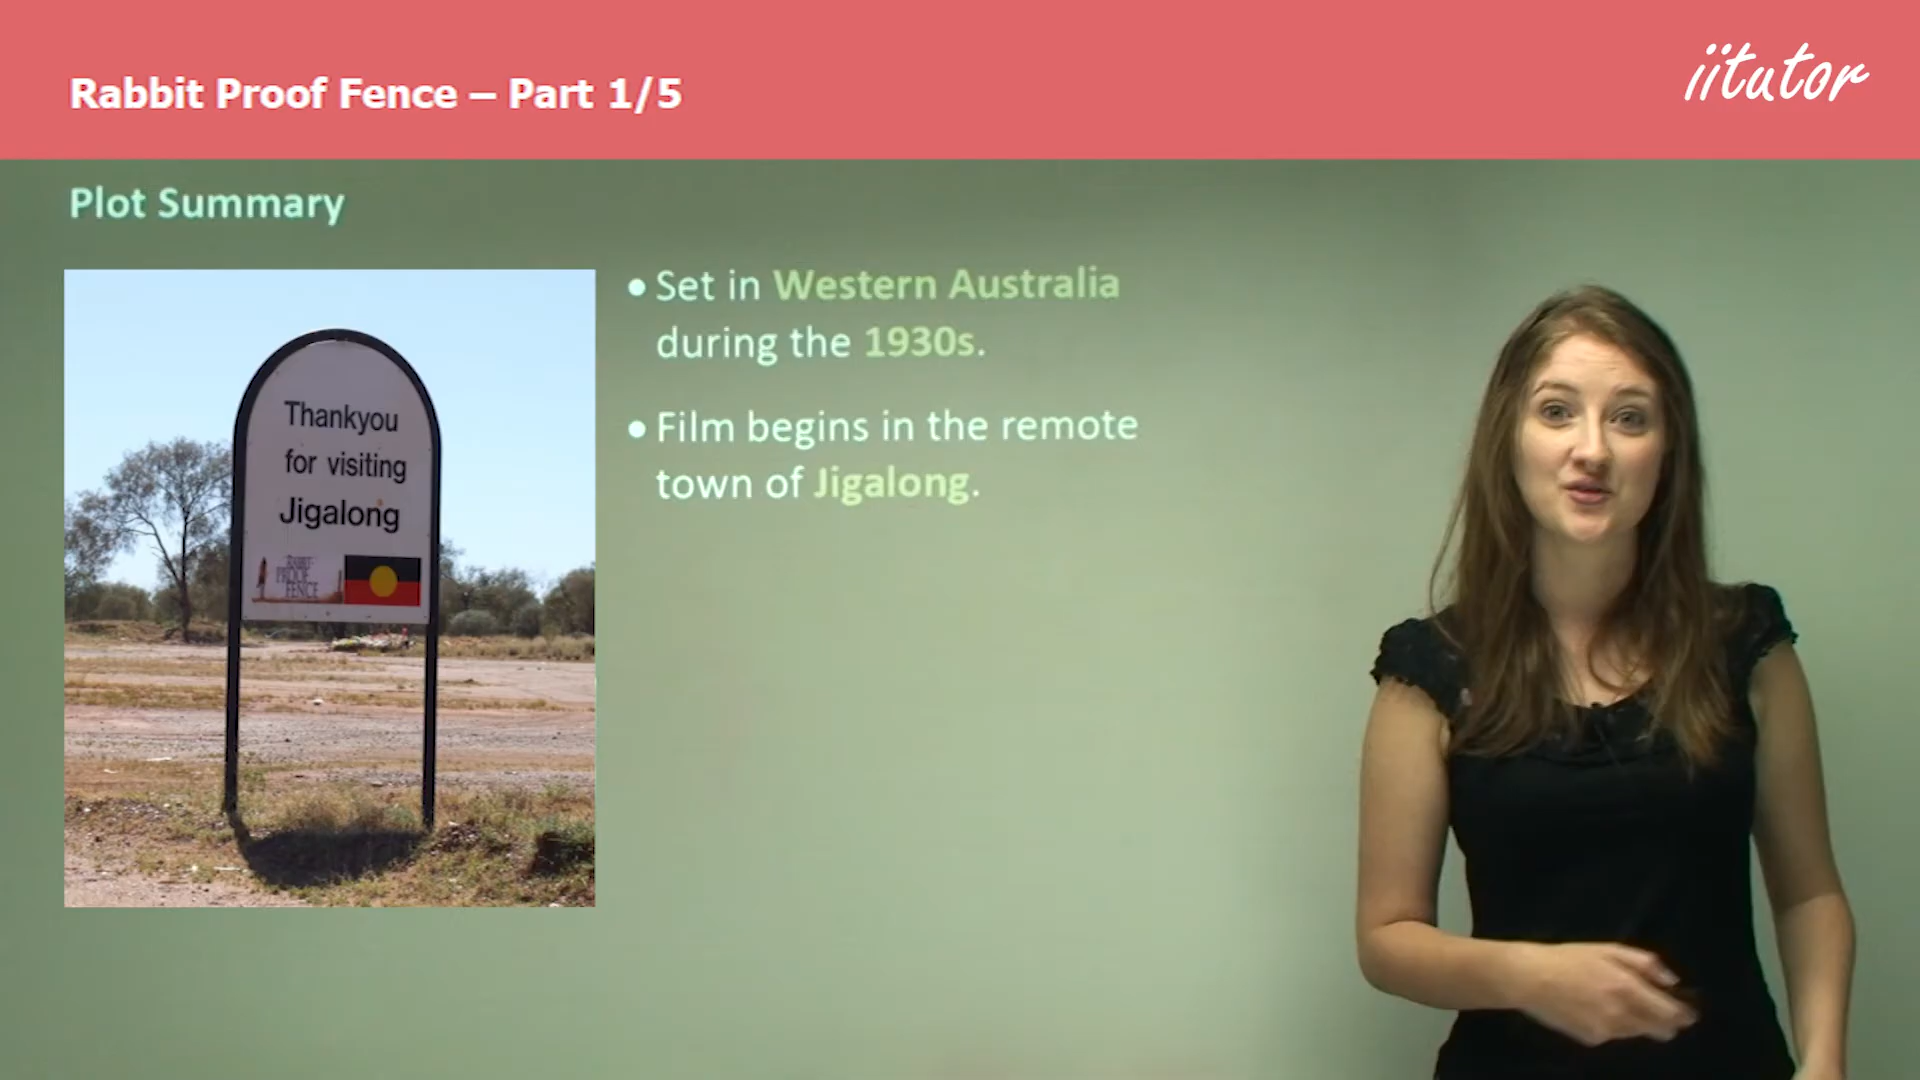 Rabbit Proof Fence – Part 1/5
iitutor
Plot Summary
• Set in Western Australia
during the 1930s.
• Film begins in the remote
town of Jigalong.
Thankyou
for visiting
Jigalong
RABBIT
PROOF
FENCE